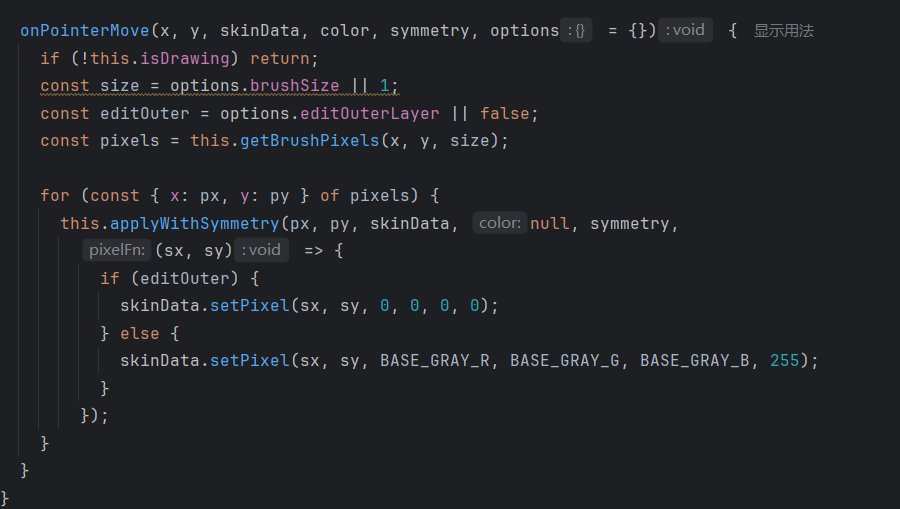 onPointerMove(x, y, skinData, color, symmetry, options : {} = {}) : void { 显示用法
if (!this.isDrawing) return;
const size = options.brushSize || 1;
const editOuter = options.editOuterLayer || false;
const pixels = this.getBrushPixels(x, y, size);
for (const { x: px, y: py } of pixels) {
this.applyWithSymmetry(px, py, skinData, color: null, symmetry,
pixelFn: (sx, sy) : void => {
if (editOuter) {
skinData.setPixel(sx, sy, 0, 0, 0, 0);
} else {
skinData.setPixel(sx, sy, BASE_GRAY_R, BASE_GRAY_G, BASE_GRAY_B, 255);
}
});
}
}
}